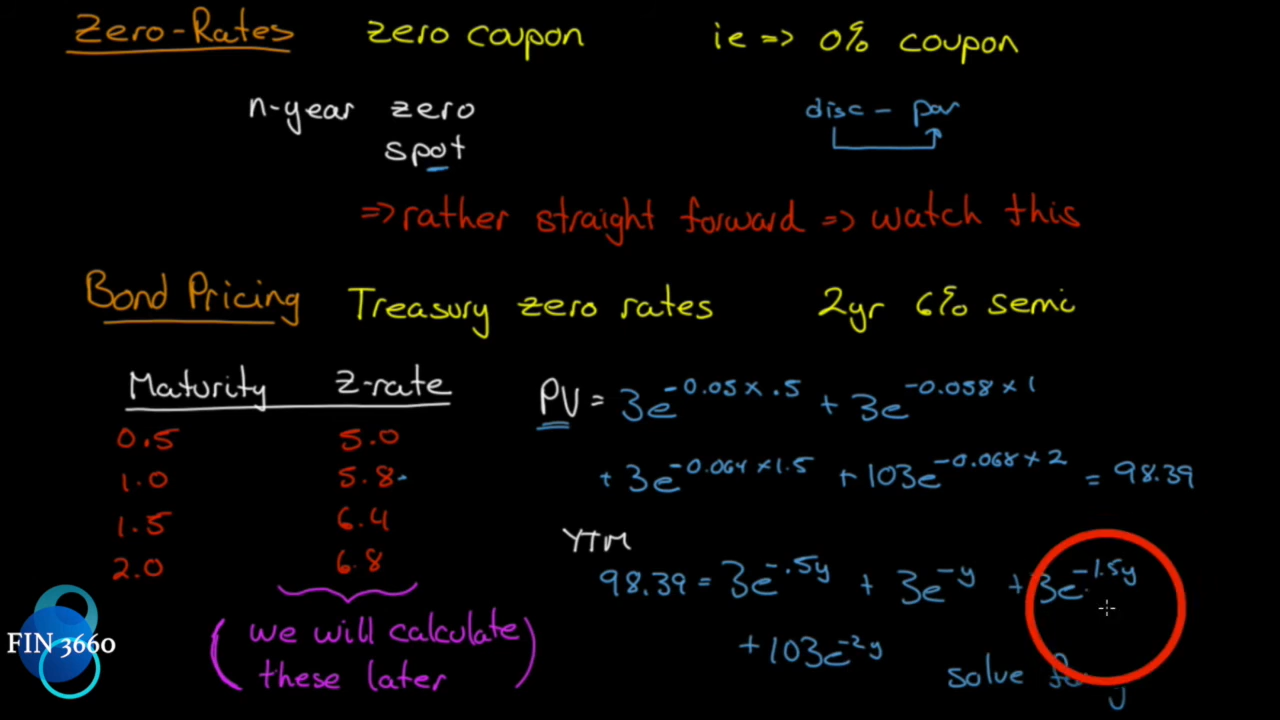 Zero-Rates zero coupon ie => 0% coupon
n-year zero disc - par
spot
=> rather straight forward => watch this
Bond Pricing Treasury zero rates 2yr 6% semi
Maturity Z-rate
0.5 5.0
1.0 5.8
1.5 6.4
2.0 6.8
PV = 3e^-0.05×.5 + 3e^-0.058×1
+ 3e^-0.064×1.5 + 103e^-0.068×2 = 98.39
YTM
98.39 = 3e^-.5y + 3e^-y + 3e^-1.5y
+ 103e^-2y
solve for y
(we will calculate
these later)
FIN 3660